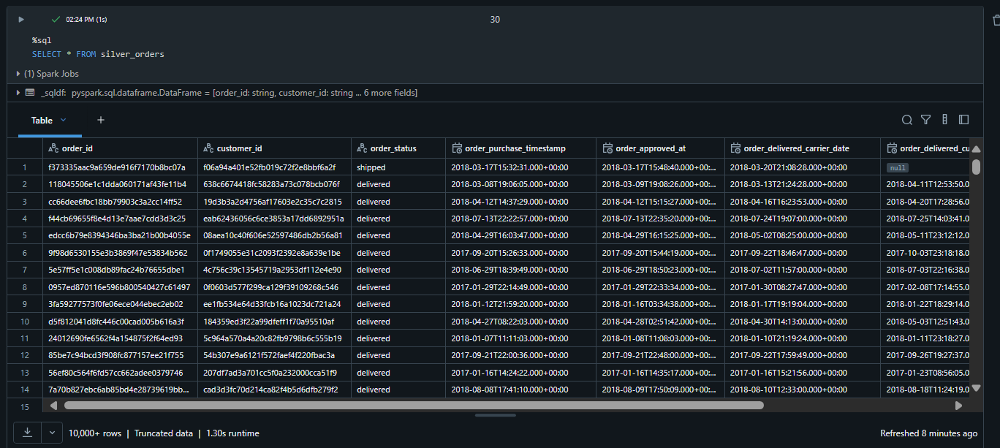 02:24 PM (1s)
30
%sql
SELECT * FROM silver_orders
(1) Spark Jobs
_sqldf: pyspark.sql.dataframe.DataFrame = [order_id: string, customer_id: string ... 6 more fields]
Table
order_id customer_id order_status order_purchase_timestamp order_approved_at order_delivered_carrier_date order_delivered_cu
1 f373335aac9a659de916f7170b8bc07a f06a94a401e52fb019c72f2e8bbf6a2f shipped 2018-03-17T15:32:31.000+00:00 2018-03-17T15:48:40.000+00:... 2018-03-20T21:08:28.000+00:00 null
2 118045506e1c1dda060171af43fe11b4 638c6674418fc58283a73c078bcb076f delivered 2018-03-08T19:06:05.000+00:00 2018-03-09T19:08:26.000+00:... 2018-03-13T21:24:28.000+00:00 2018-04-11T12:53:50.0
3 cc66dee6fbc18bb79903c3a2cc14ff52 19d3b3a2d4756af17603e2c35c7c2815 delivered 2018-04-12T14:37:29.000+00:00 2018-04-12T15:15:27.000+00:... 2018-04-16T16:23:53.000+00:00 2018-04-20T17:28:56.0
4 f44cb69655f8e4d13e7aae7cdd3d3c25 eab62436056c6ce3853a17dd6892951a delivered 2018-07-13T22:22:57.000+00:00 2018-07-13T22:35:20.000+00:... 2018-07-24T19:07:00.000+00:00 2018-07-25T14:03:41.0
5 edcc6b79e8394346ba3ba21b00b4055e 08aea10c40f606e52597486db2b56a81 delivered 2018-04-29T16:03:47.000+00:00 2018-04-29T16:15:25.000+00:... 2018-05-02T08:25:00.000+00:00 2018-05-11T23:12:12.0
6 9f98d6530155e3b3869f47e53834b562 0f1749055e31c2093f2392e8a639e1be delivered 2017-09-20T15:26:33.000+00:00 2017-09-20T15:44:19.000+00:... 2017-09-22T18:46:47.000+00:00 2017-10-03T23:18:18.0
7 5e57ff5e1c008db89fac24b76655dbe1 4c756c39c13545719a2953df112e4e90 delivered 2018-06-29T18:39:49.000+00:00 2018-06-29T18:50:23.000+00:... 2018-07-02T11:57:00.000+00:00 2018-07-03T22:16:38.0
8 0957ed870116e596b800540427c61497 0f0603d577f299ca129f39109268c546 delivered 2017-01-29T22:14:49.000+00:00 2017-01-29T22:33:34.000+00:... 2017-01-30T08:27:47.000+00:00 2017-02-08T17:14:55.0
9 3fa59277573f0fe06ece044ebec2eb02 ee1fb534e64d33fcb16a1023dc721a24 delivered 2018-01-12T21:59:20.000+00:00 2018-01-16T03:34:38.000+00:... 2018-01-17T19:19:04.000+00:00 2018-01-22T18:29:14.0
10 d5f812041d8fc446c00cad005b616a3f 184359ed3f22a99dfeff1f70a95510af delivered 2018-04-27T08:22:03.000+00:00 2018-04-28T02:51:42.000+00:... 2018-04-30T14:13:00.000+00:00 2018-05-03T12:51:43.0
11 24012690fe6562f4a154875f2f64ed93 5c964a570a4a20c82fb9798b6c555b19 delivered 2018-01-07T11:11:03.000+00:00 2018-01-08T11:08:03.000+00:... 2018-01-10T21:19:24.000+00:00 2018-01-11T23:18:27.0
12 85be7c94bcd3f908fc877157ee21f755 54b307e9a6121f572faef4f220fbac3a delivered 2017-09-21T22:00:36.000+00:00 2017-09-21T22:48:00.000+00:... 2017-09-22T17:59:49.000+00:00 2017-09-26T19:27:37.0
13 56ef80c564f6fd57cc662adee0379746 207df7ad3a701cc5f0a232000cca51f9 delivered 2017-01-16T14:24:22.000+00:00 2017-01-16T14:35:17.000+00:... 2017-01-16T15:21:56.000+00:00 2017-01-23T08:56:05.0
14 7a70b827ebc6ab85bd4e28739619bb... cad3d3fc70d214ca82f4b5d6dfb279f2 delivered 2018-08-08T17:41:10.000+00:00 2018-08-09T17:50:09.000+00:... 2018-08-10T12:33:00.000+00:00 2018-08-18T11:24:19.0
15
10,000+ rows | Truncated data | 1.30s runtime
Refreshed 8 minutes ago